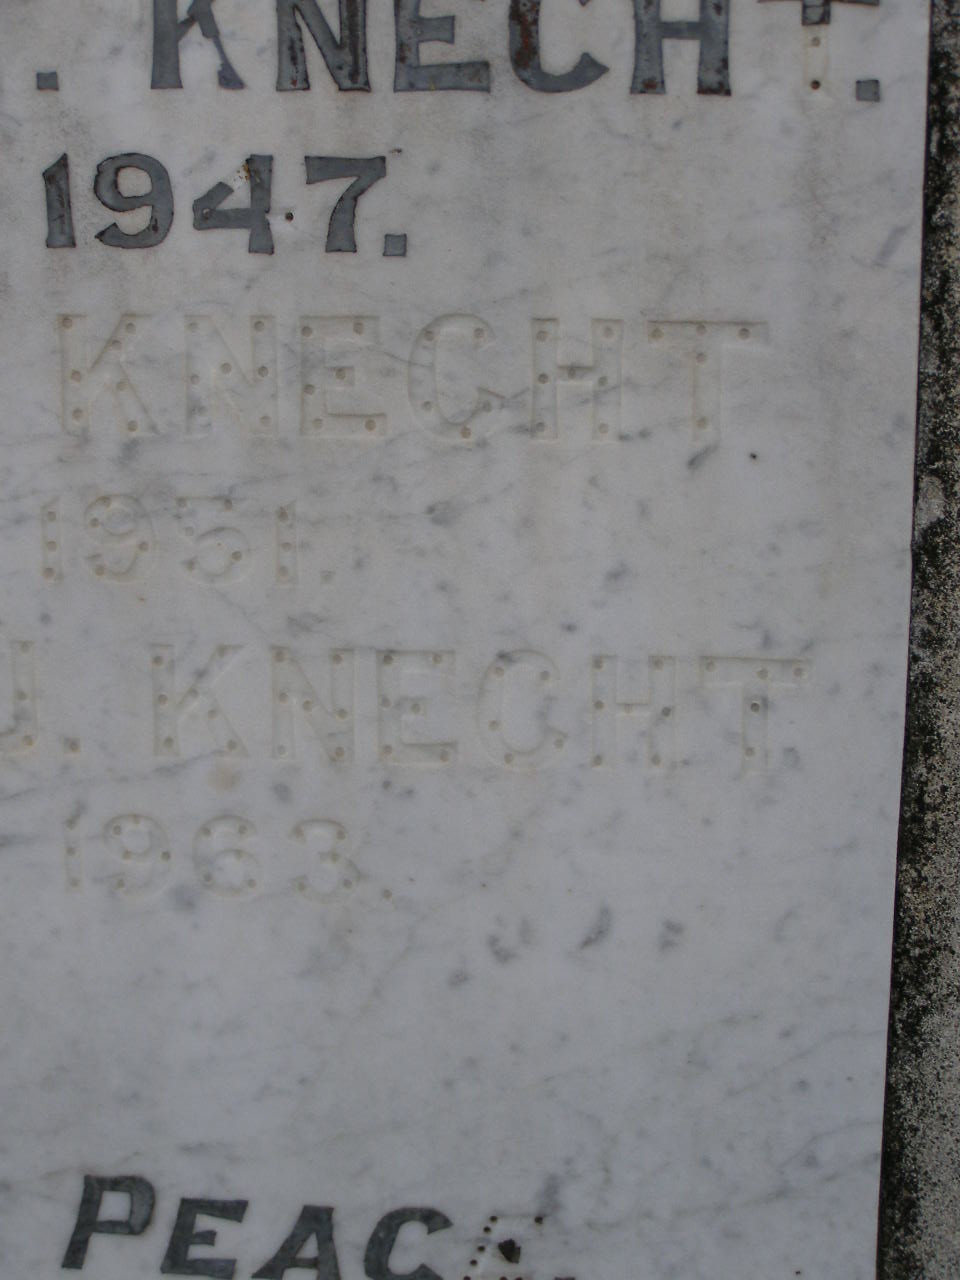 . KNECHT.
1947.
KNECHT
1951.
J. KNECHT
1963.
PEAC